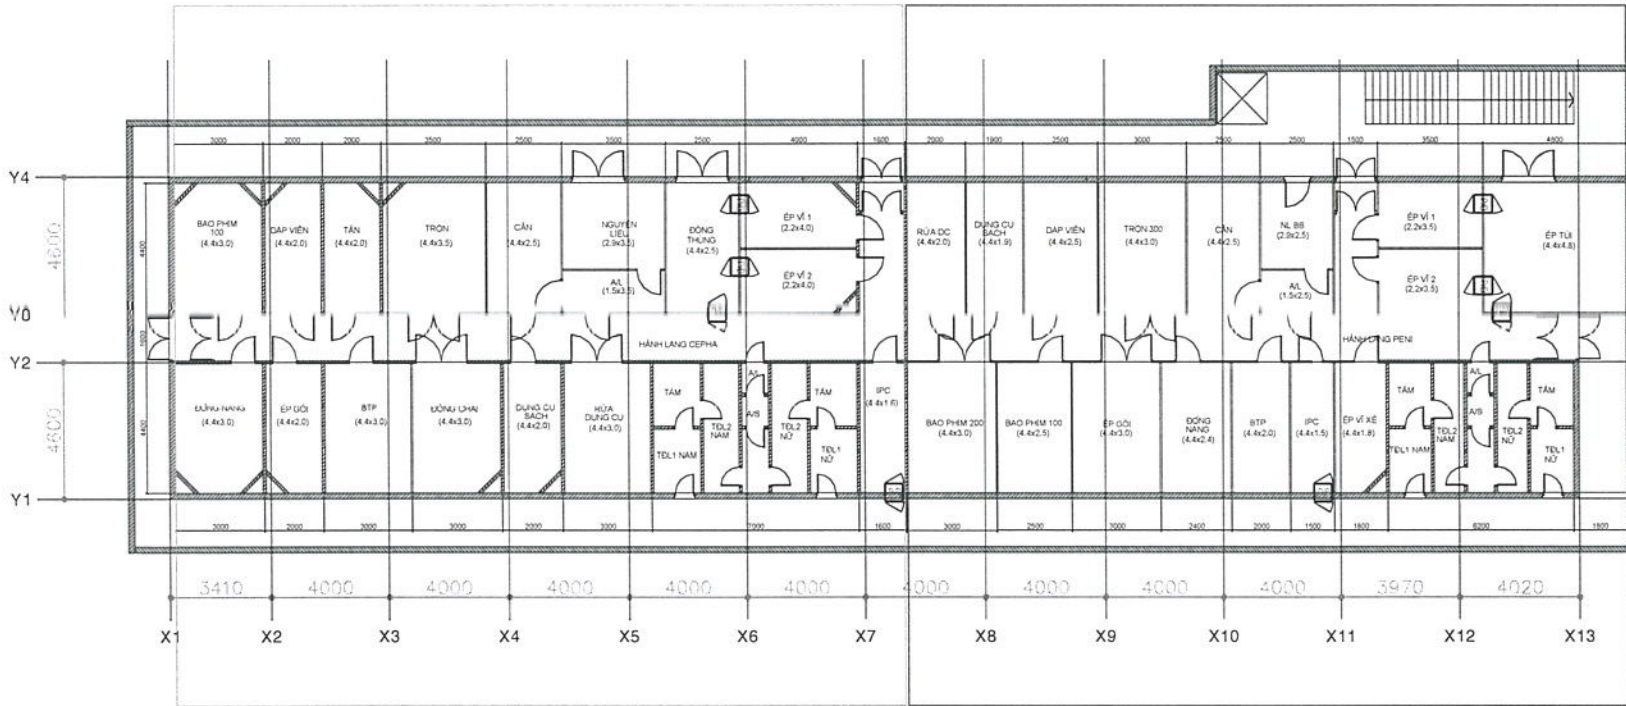 3000 2000 2000 3500 2500 3500 2500 4000 1600 2000 1900 2500 3000 2500 2500 1500 3500 4800
Y4
BAO PHIM
100
(4.4x3.0)
DẬP VIÊN
(4.4x2.0)
TÁN
(4.4x2.0)
TRỘN
(4.4x3.5)
CÂN
(4.4x2.5)
NGUYÊN
LIỆU
(2.9x3.5)
A/L
(1.5x3.5)
ĐÓNG
THÙNG
(4.4x2.5)
ÉP VỈ 1
(2.2x4.0)
ÉP VỈ 2
(2.2x4.0)
RỬA DC
(4.4x2.0)
DỤNG CỤ
SẠCH
(4.4x1.9)
DẬP VIÊN
(4.4x2.5)
TRỘN 300
(4.4x3.0)
CÂN
(4.4x2.5)
NL BB
(2.9x2.5)
A/L
(1.5x2.5)
ÉP VỈ 1
(2.2x3.5)
ÉP VỈ 2
(2.2x3.5)
ÉP TÚI
(4.4x4.8)
4600
4400
HÀNH LANG CEPHA
HÀNH LANG PENI
Y2
ĐÓNG NANG
(4.4x3.0)
ÉP GÓI
(4.4x2.0)
BTP
(4.4x3.0)
ĐÓNG CHAI
(4.4x3.0)
DỤNG CỤ
SẠCH
(4.4x2.0)
RỬA
DỤNG CỤ
(4.4x3.0)
TẮM
TĐL1 NAM
TĐL2
NAM
A/L
A/S
TĐL2
NỮ
TẮM
TĐL1
NỮ
IPC
(4.4x1.6)
BAO PHIM 200
(4.4x3.0)
BAO PHIM 100
(4.4x2.5)
ÉP GÓI
(4.4x3.0)
ĐÓNG
NANG
(4.4x2.4)
BTP
(4.4x2.0)
IPC
(4.4x1.5)
ÉP VỈ XÉ
(4.4x1.8)
TẮM
TĐL1 NAM
TĐL2
NAM
A/L
A/S
TĐL2
NỮ
TẮM
TĐL1
NỮ
4600
4400
Y1
3000 2000 3000 3000 2000 3000 7000 1600 3000 2500 3000 2400 2000 1500 1800 6200 1800
3410 4000 4000 4000 4000 4000 4000 4000 4000 4000 3970 4020
X1 X2 X3 X4 X5 X6 X7 X8 X9 X10 X11 X12 X13